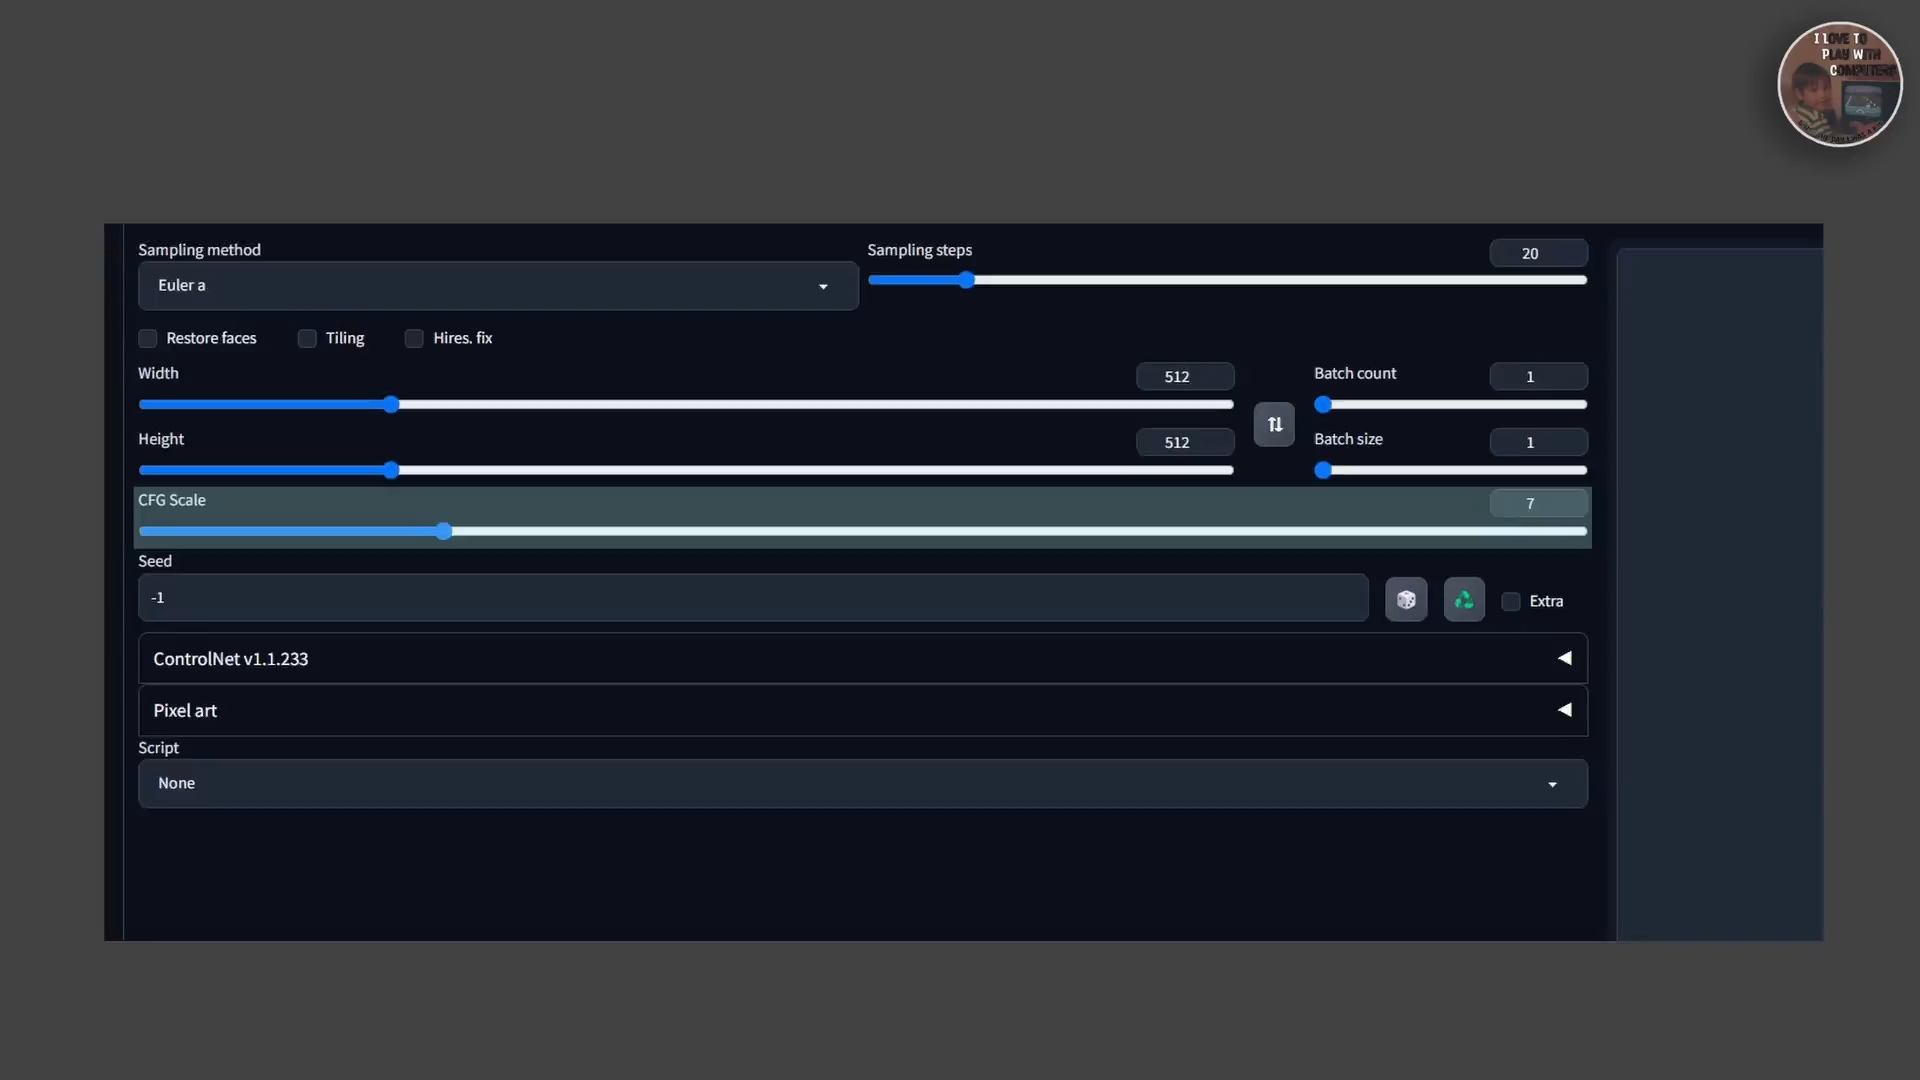 I LOVE TO
PLAY WITH
COMPUTERS
Sampling method
Sampling steps
20
Euler a
Restore faces
Tiling
Hires. fix
Width
512
Batch count
1
Height
512
Batch size
1
CFG Scale
7
Seed
-1
Extra
ControlNet v1.1.233
Pixel art
Script
None